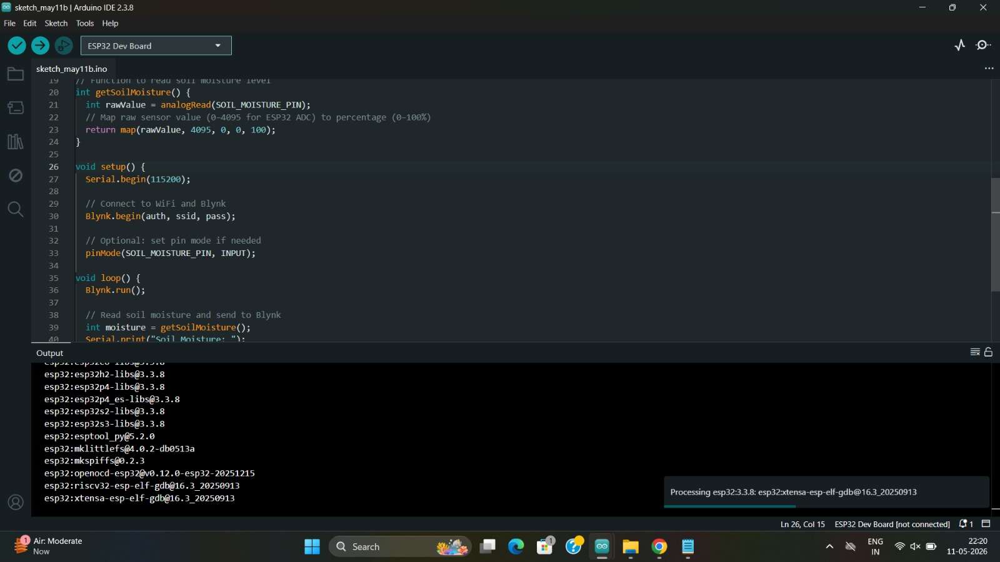 sketch_may11b | Arduino IDE 2.3.8
File Edit Sketch Tools Help
ESP32 Dev Board
sketch_may11b.ino
19 // Function to read soil moisture level
20 int getSoilMoisture() {
21 int rawValue = analogRead(SOIL_MOISTURE_PIN);
22 // Map raw sensor value (0–4095 for ESP32 ADC) to percentage (0–100%)
23 return map(rawValue, 4095, 0, 0, 100);
24 }
25
26 void setup() {
27 Serial.begin(115200);
28
29 // Connect to WiFi and Blynk
30 Blynk.begin(auth, ssid, pass);
31
32 // Optional: set pin mode if needed
33 pinMode(SOIL_MOISTURE_PIN, INPUT);
34
35 void loop() {
36 Blynk.run();
37
38 // Read soil moisture and send to Blynk
39 int moisture = getSoilMoisture();
40 Serial.print("Soil Moisture: ");
Output
esp32:esp32h2-libs@3.3.8
esp32:esp32p4-libs@3.3.8
esp32:esp32p4_es-libs@3.3.8
esp32:esp32s2-libs@3.3.8
esp32:esp32s3-libs@3.3.8
esp32:esptool_py@5.2.0
esp32:mklittlefs@4.0.2-db0513a
esp32:mkspiffs@0.2.3
esp32:openocd-esp32@v0.12.0-esp32-20251215
esp32:riscv32-esp-elf-gdb@16.3_20250913
esp32:xtensa-esp-elf-gdb@16.3_20250913
Processing esp32:3.3.8: esp32:xtensa-esp-elf-gdb@16.3_20250913
Ln 26, Col 15 ESP32 Dev Board [not connected] 1
1 Air: Moderate
Now
Search
1
ENG
IN
22:20
11-05-2026